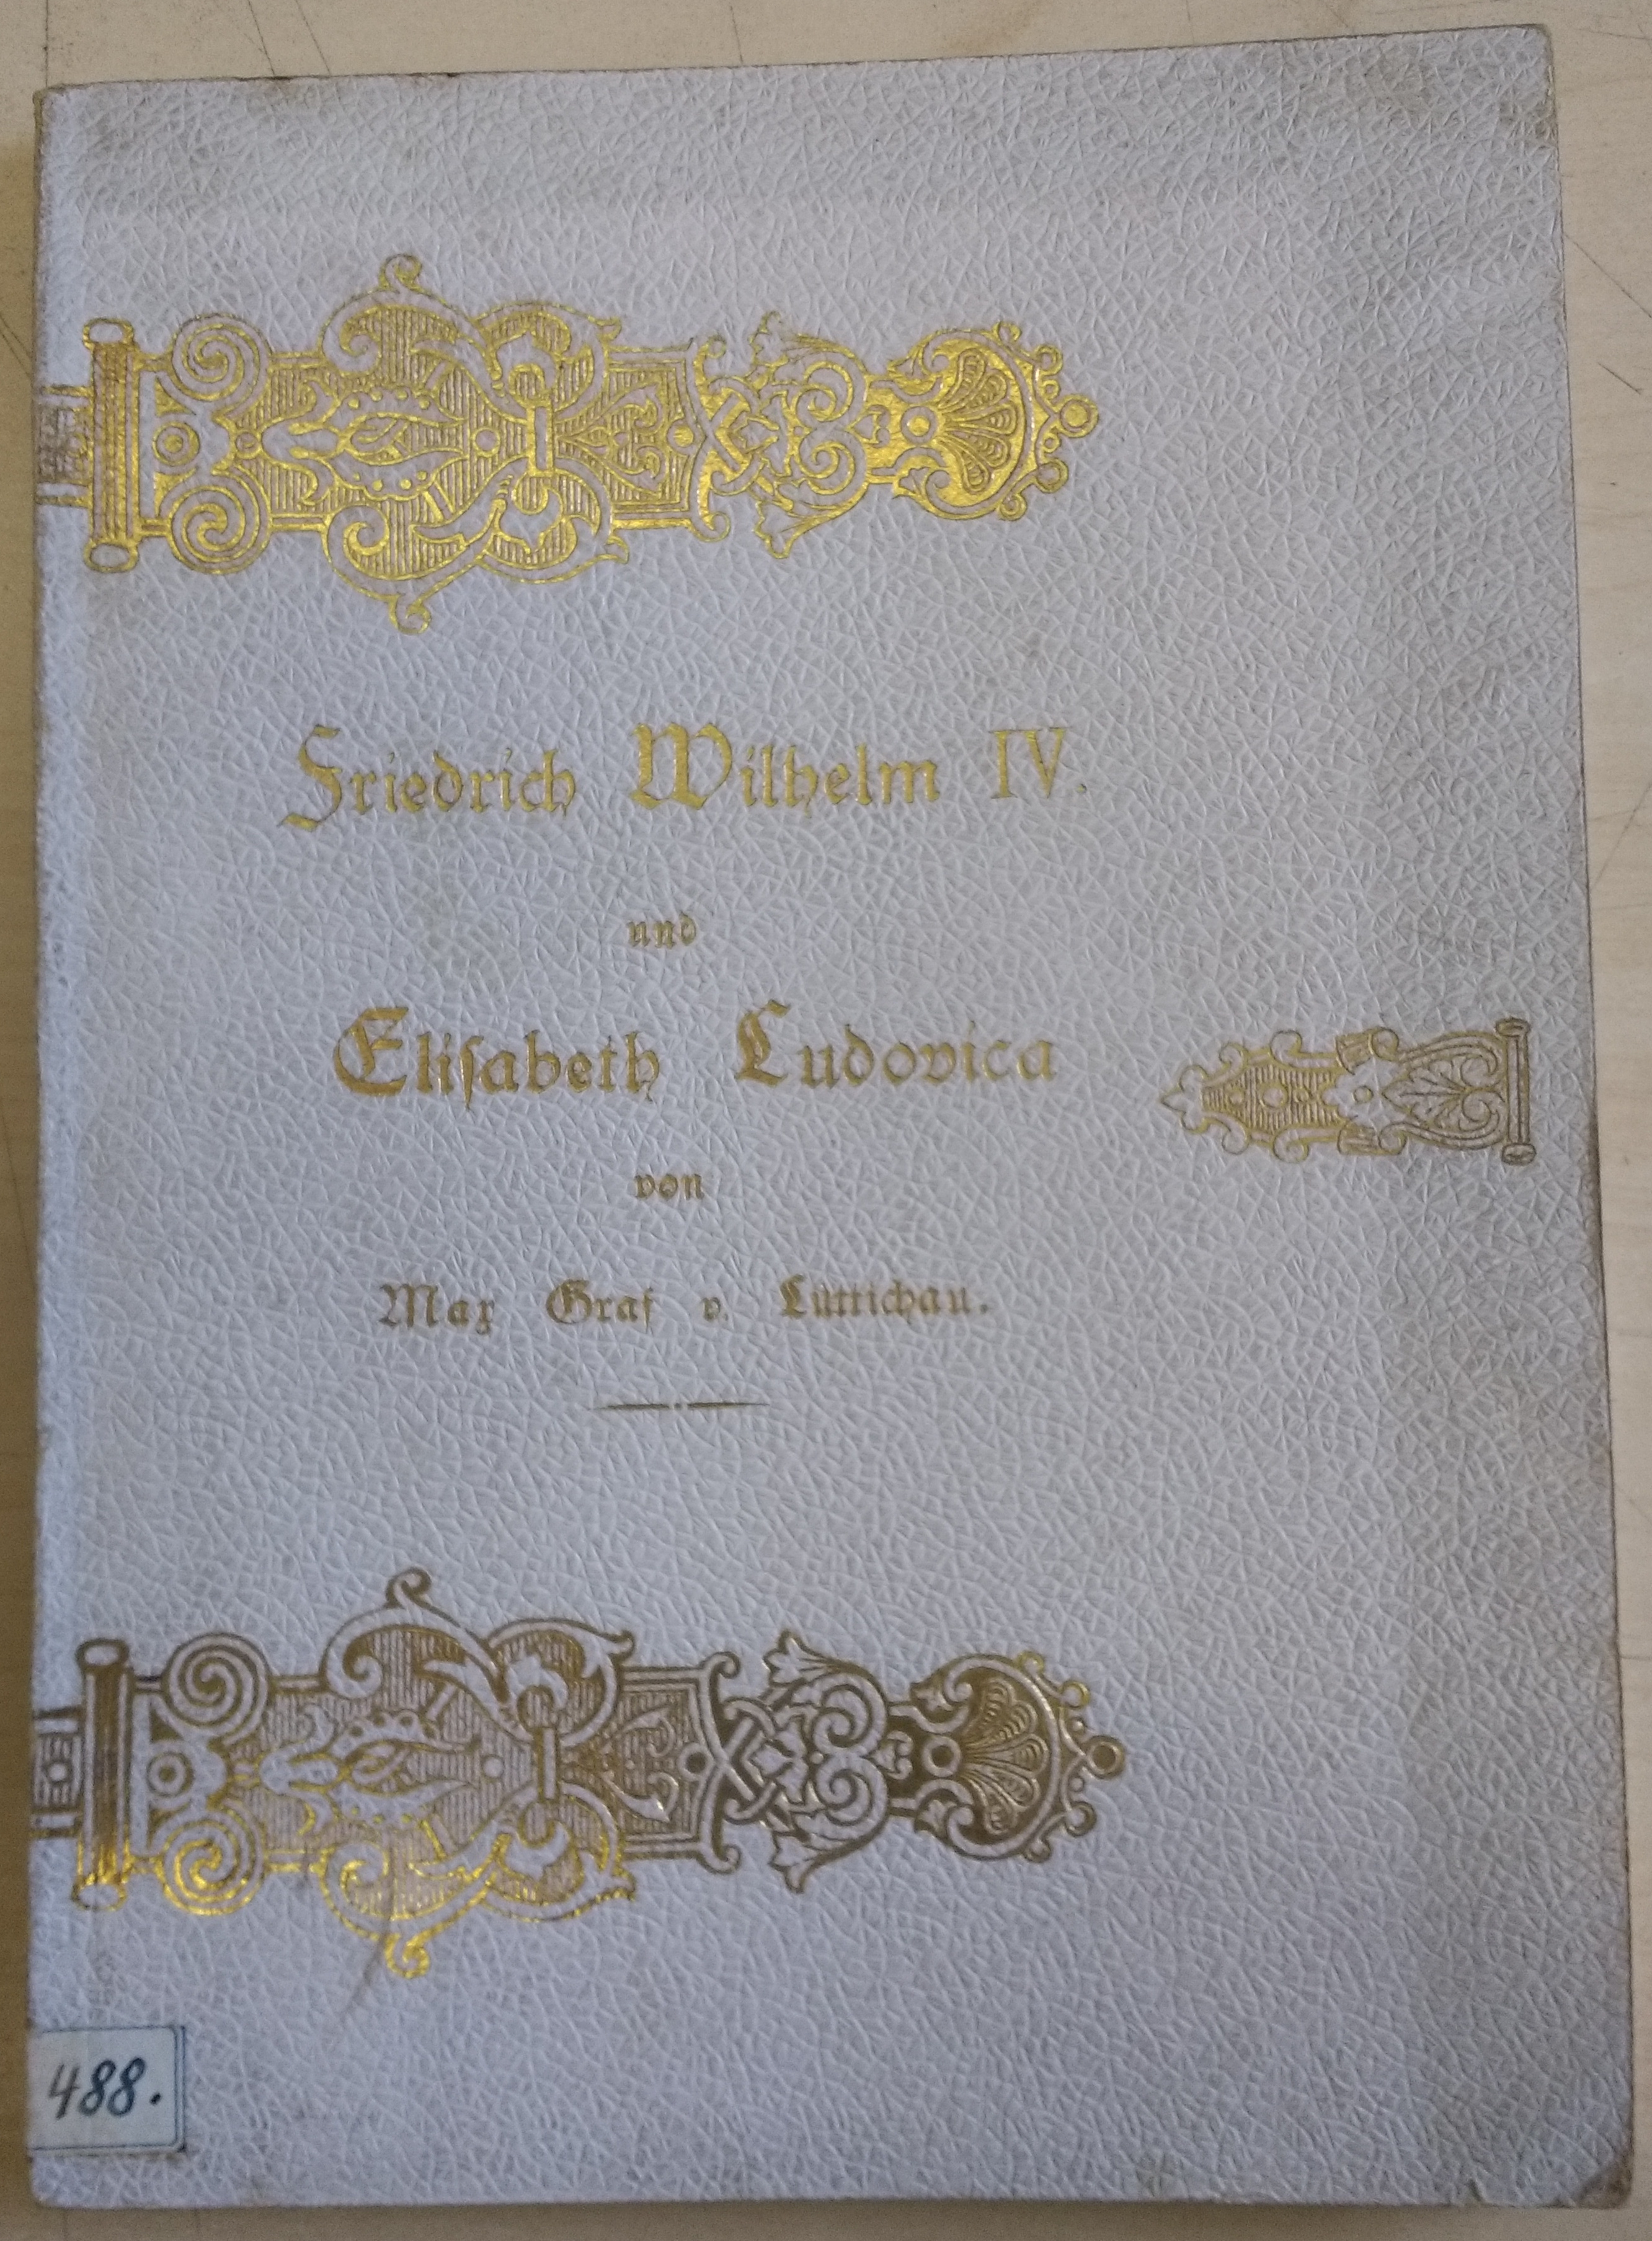 Friedrich Wilhelm IV.
und
Eliſabeth Ludovica
von
Max Graf v. Lüttichau.
488.